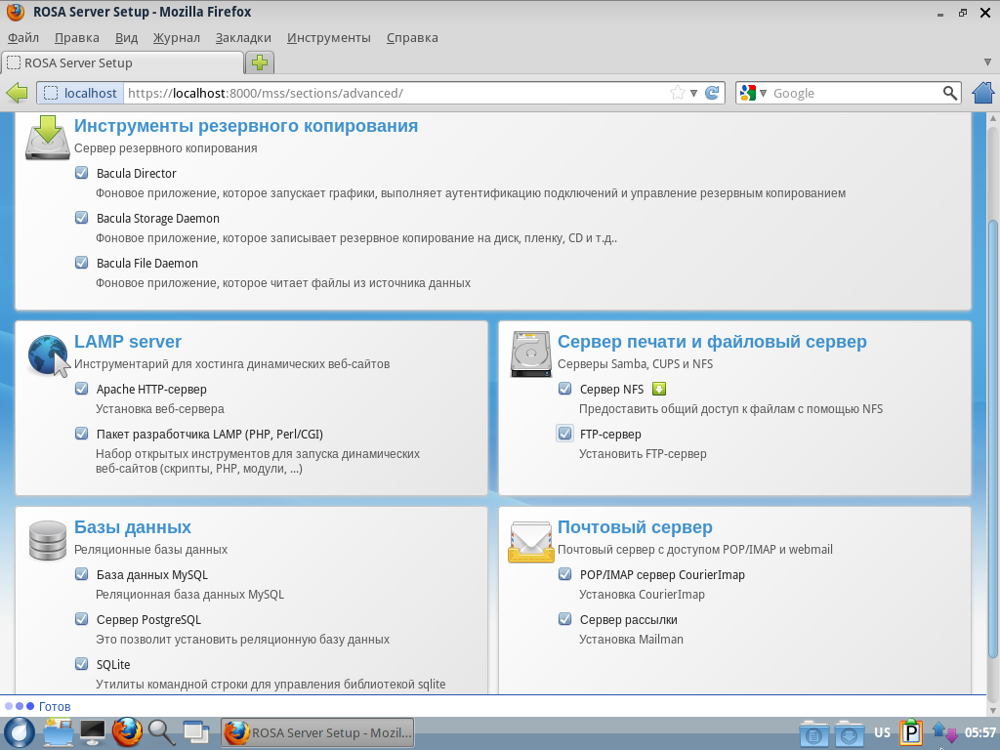 ROSA Server Setup - Mozilla Firefox
Файл Правка Вид Журнал Закладки Инструменты Справка
ROSA Server Setup
localhost https://localhost:8000/mss/sections/advanced/ Google
Инструменты резервного копирования
Сервер резервного копирования
Bacula Director
Фоновое приложение, которое запускает графики, выполняет аутентификацию подключений и управление резервным копированием
Bacula Storage Daemon
Фоновое приложение, которое записывает резервное копирование на диск, пленку, CD и т.д..
Bacula File Daemon
Фоновое приложение, которое читает файлы из источника данных
LAMP server
Инструментарий для хостинга динамических веб-сайтов
Apache HTTP-сервер
Установка веб-сервера
Пакет разработчика LAMP (PHP, Perl/CGI)
Набор открытых инструментов для запуска динамических
веб-сайтов (скрипты, PHP, модули, ...)
Сервер печати и файловый сервер
Серверы Samba, CUPS и NFS
Сервер NFS
Предоставить общий доступ к файлам с помощью NFS
FTP-сервер
Установить FTP-сервер
Базы данных
Реляционные базы данных
База данных MySQL
Реляционная база данных MySQL
Сервер PostgreSQL
Это позволит установить реляционную базу данных
SQLite
Утилиты командной строки для управления библиотекой sqlite
Почтовый сервер
Почтовый сервер с доступом POP/IMAP и webmail
POP/IMAP сервер CourierImap
Установка CourierImap
Сервер рассылки
Установка Mailman
Готов
ROSA Server Setup - Mozil... US P 05:57